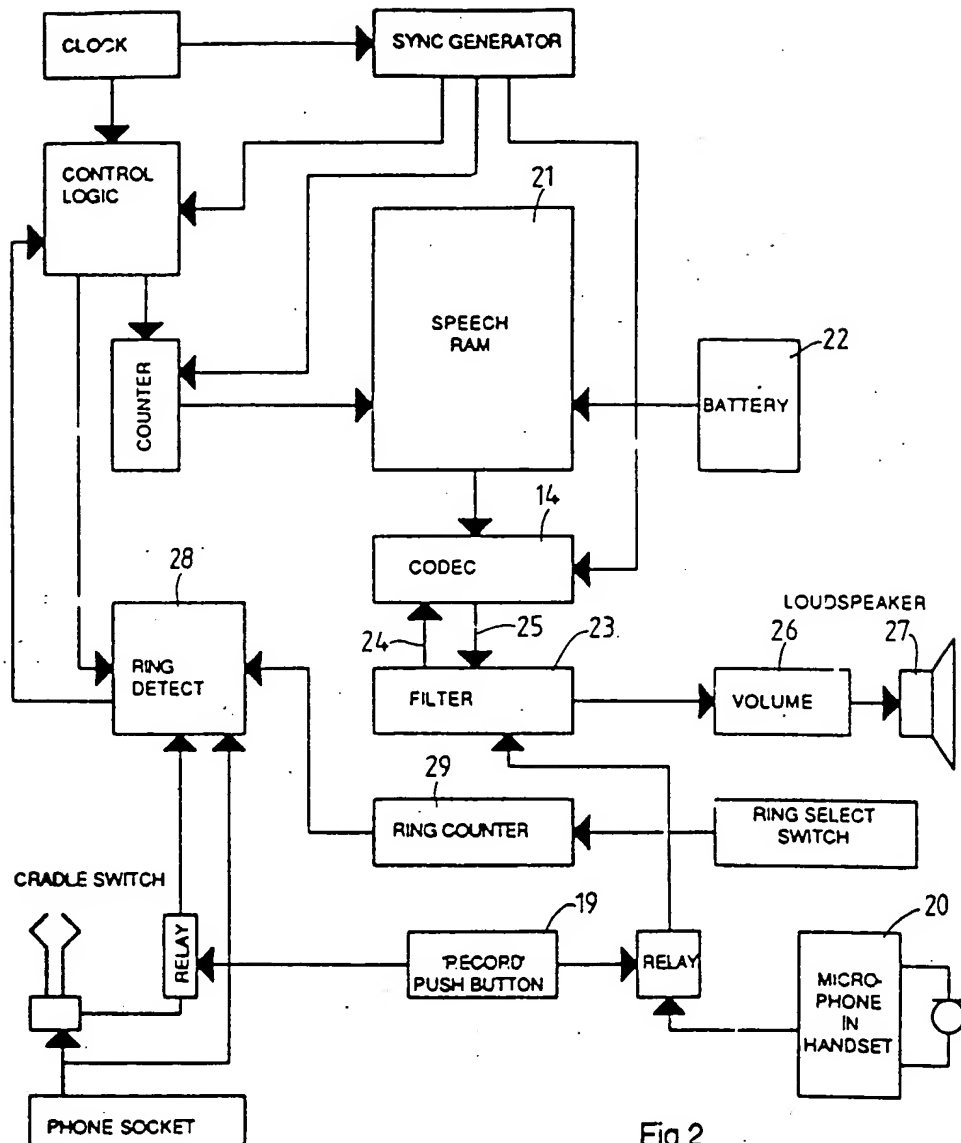 CLOCK
SYNC GENERATOR
CONTROL
LOGIC
21
SPEECH
RAM
COUNTER
22
BATTERY
14
CODEC
28
RING
DETECT
24
25
23
FILTER
LOUDSPEAKER
26
27
VOLUME
29
RING COUNTER
RING SELECT
SWITCH
CRADLE SWITCH
RELAY
19
'RECORD'
PUSH BUTTON
RELAY
20
MICRO-
PHONE
IN
HANDSET
PHONE SOCKET
Fig 2